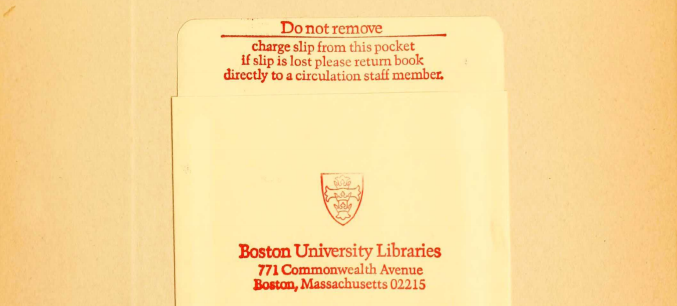 Do not remove
charge slip from this pocket
if slip is lost please return book
directly to a circulation staff member.
Boston University Libraries
771 Commonwealth Avenue
Boston, Massachusetts 02215